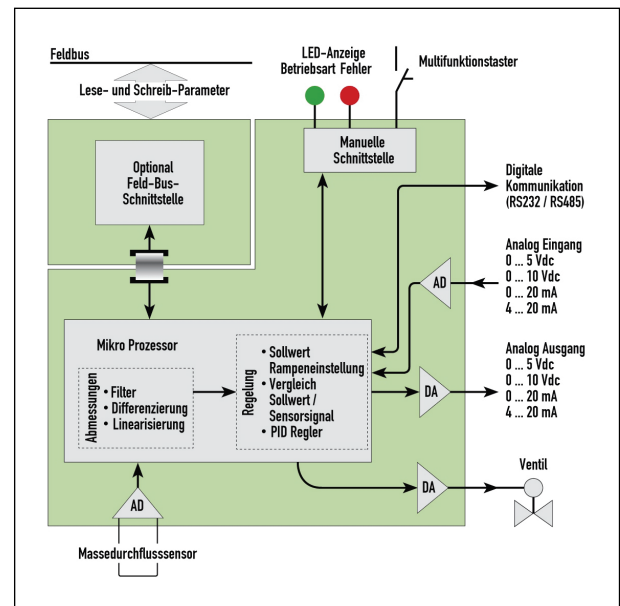 Feldbus
Lese- und Schreib-Parameter
LED-Anzeige
Betriebsart Fehler
Multifunktionstaster
Optional
Feld-Bus-
Schnittstelle
Manuelle
Schnittstelle
Digitale
Kommunikation
(RS232 / RS485)
Analog Eingang
0 ... 5 Vdc
0 ... 10 Vdc
0 ... 20 mA
4 ... 20 mA
AD
Mikro Prozessor
Abmessungen
• Filter
• Differenzierung
• Linearisierung
Regelung
• Sollwert
Rampeneinstellung
• Vergleich
Sollwert /
Sensorsignal
• PID Regler
Analog Ausgang
0 ... 5 Vdc
0 ... 10 Vdc
0 ... 20 mA
4 ... 20 mA
DA
Ventil
DA
AD
Massedurchflusssensor